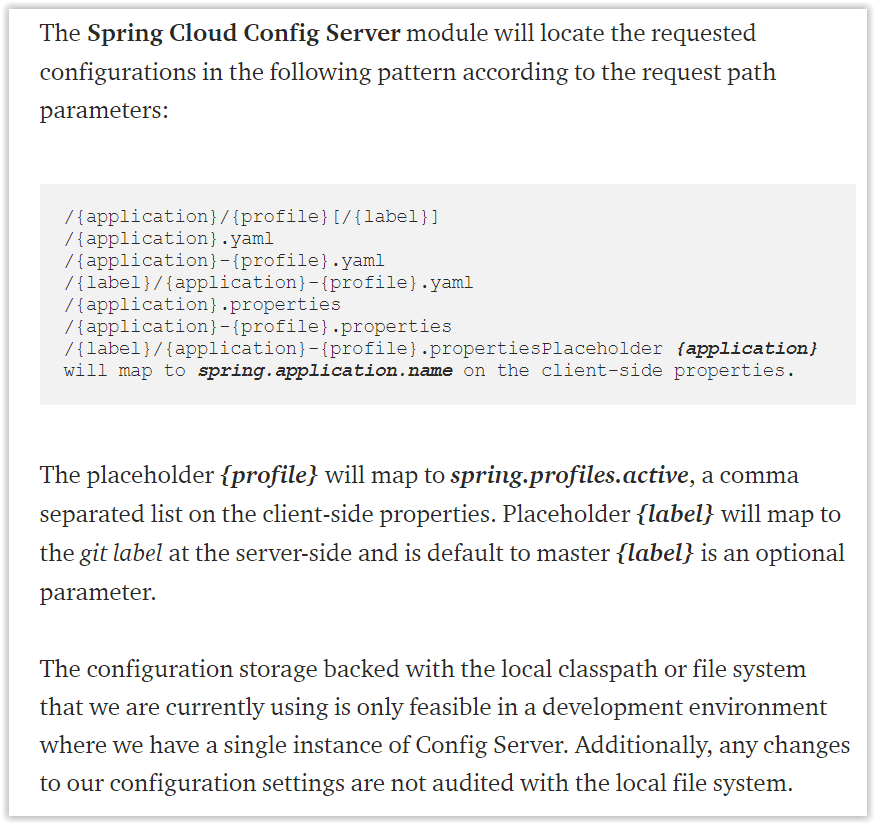 The Spring Cloud Config Server module will locate the requested
configurations in the following pattern according to the request path
parameters:
/{application}/{profile}[/{label}]
/{application}.yaml
/{application}-{profile}.yaml
/{label}/{application}-{profile}.yaml
/{application}.properties
/{application}-{profile}.properties
/{label}/{application}-{profile}.propertiesPlaceholder {application}
will map to spring.application.name on the client-side properties.
The placeholder {profile} will map to spring.profiles.active, a comma
separated list on the client-side properties. Placeholder {label} will map to
the git label at the server-side and is default to master {label} is an optional
parameter.
The configuration storage backed with the local classpath or file system
that we are currently using is only feasible in a development environment
where we have a single instance of Config Server. Additionally, any changes
to our configuration settings are not audited with the local file system.